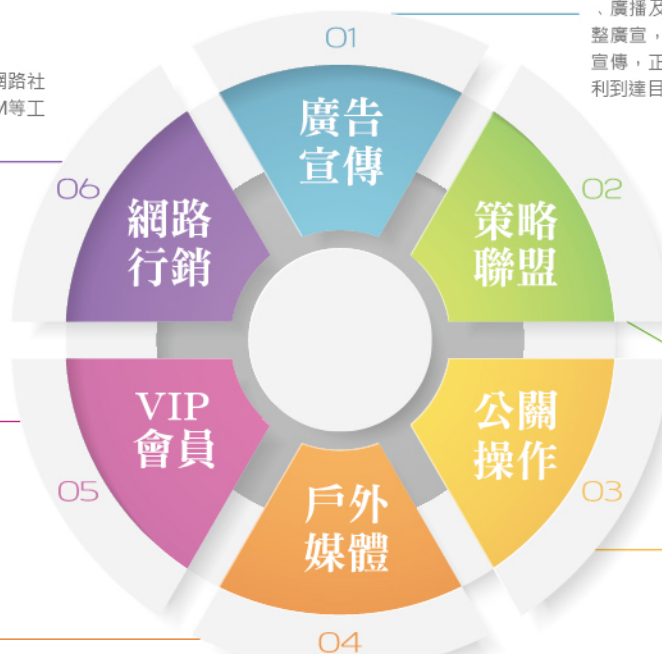 、廣播及
整廣宣，
宣傳，正
利到達目
網路社
M等工
01
廣告
宣傳
02
策略
聯盟
03
公關
操作
04
戶外
媒體
05
VIP
會員
06
網路
行銷